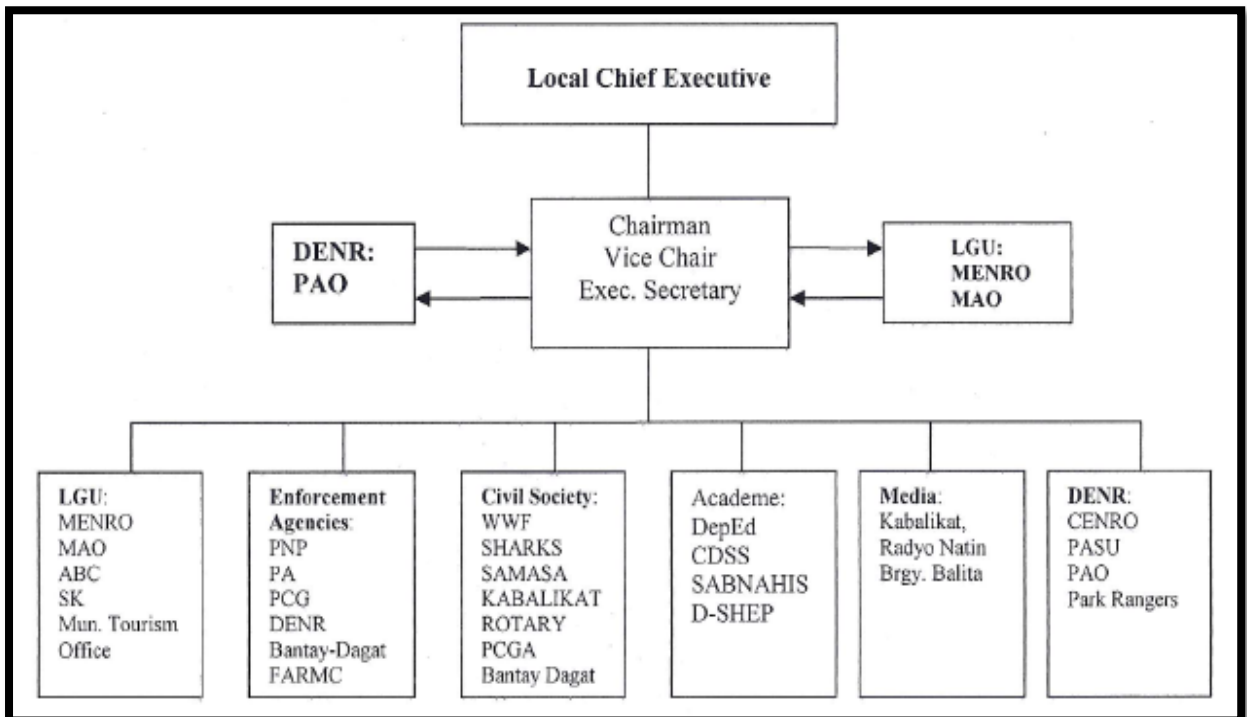 Local Chief Executive
DENR:
PAO
Chairman
Vice Chair
Exec. Secretary
LGU:
MENRO
MAO
LGU:
MENRO
MAO
ABC
SK
Mun. Tourism
Office
Enforcement
Agencies:
PNP
PA
PCG
DENR
Bantay-Dagat
FARMC
Civil Society:
WWF
SHARKS
SAMASA
KABALIKAT
ROTARY
PCGA
Bantay Dagat
Academe:
DepEd
CDSS
SABNAHIS
D-SHEP
Media:
Kabalikat,
Radyo Natin
Brgy. Balita
DENR:
CENRO
PASU
PAO
Park Rangers